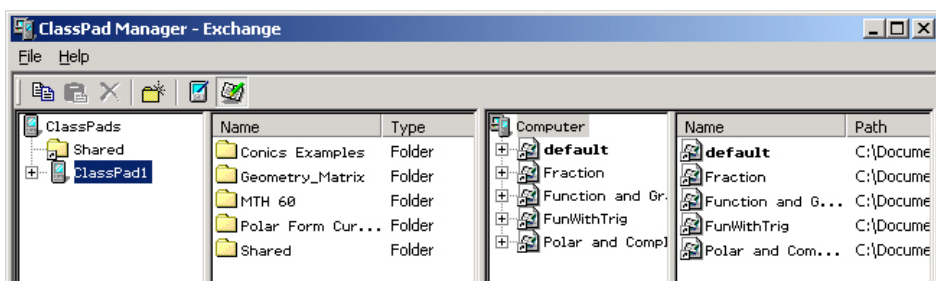 ClassPad Manager - Exchange
File Help
ClassPads
Shared
ClassPad1
Name Type
Conics Examples Folder
Geometry_Matrix Folder
MTH 60 Folder
Polar Form Cur... Folder
Shared Folder
Computer
default
Fraction
Function and Gr
FunWithTrig
Polar and Compl
Name Path
default C:\Docume
Fraction C:\Docume
Function and G... C:\Docume
FunWithTrig C:\Docume
Polar and Com... C:\Docume